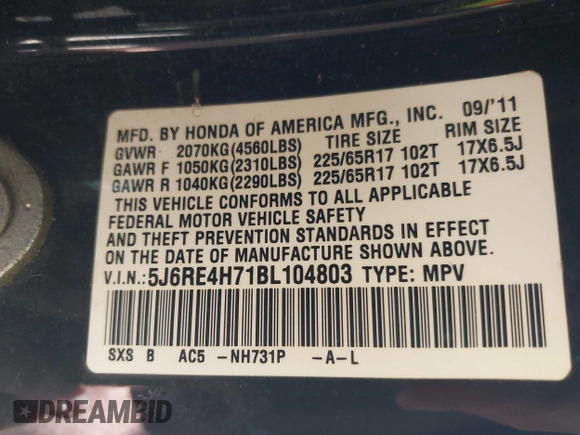 MFD. BY HONDA OF AMERICA MFG., INC. 09/'11
GVWR 2070KG(4560LBS) TIRE SIZE RIM SIZE
GAWR F 1050KG(2310LBS) 225/65R17 102T 17X6.5J
GAWR R 1040KG(2290LBS) 225/65R17 102T 17X6.5J
THIS VEHICLE CONFORMS TO ALL APPLICABLE
FEDERAL MOTOR VEHICLE SAFETY
AND THEFT PREVENTION STANDARDS IN EFFECT
ON THE DATE OF MANUFACTURE SHOWN ABOVE.
V.I.N.: 5J6RE4H71BL104803 TYPE: MPV
SXS B AC5 -NH731P -A-L
DREAMBID